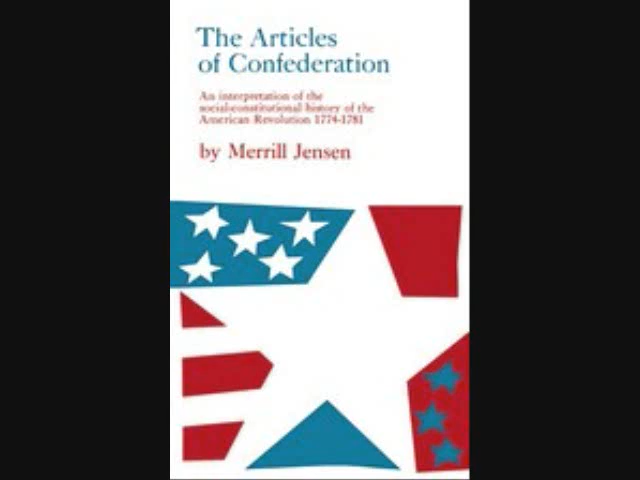 The Articles
of Confederation
An interpretation of the
social-constitutional history of the
American Revolution 1774-1781
by Merrill Jensen